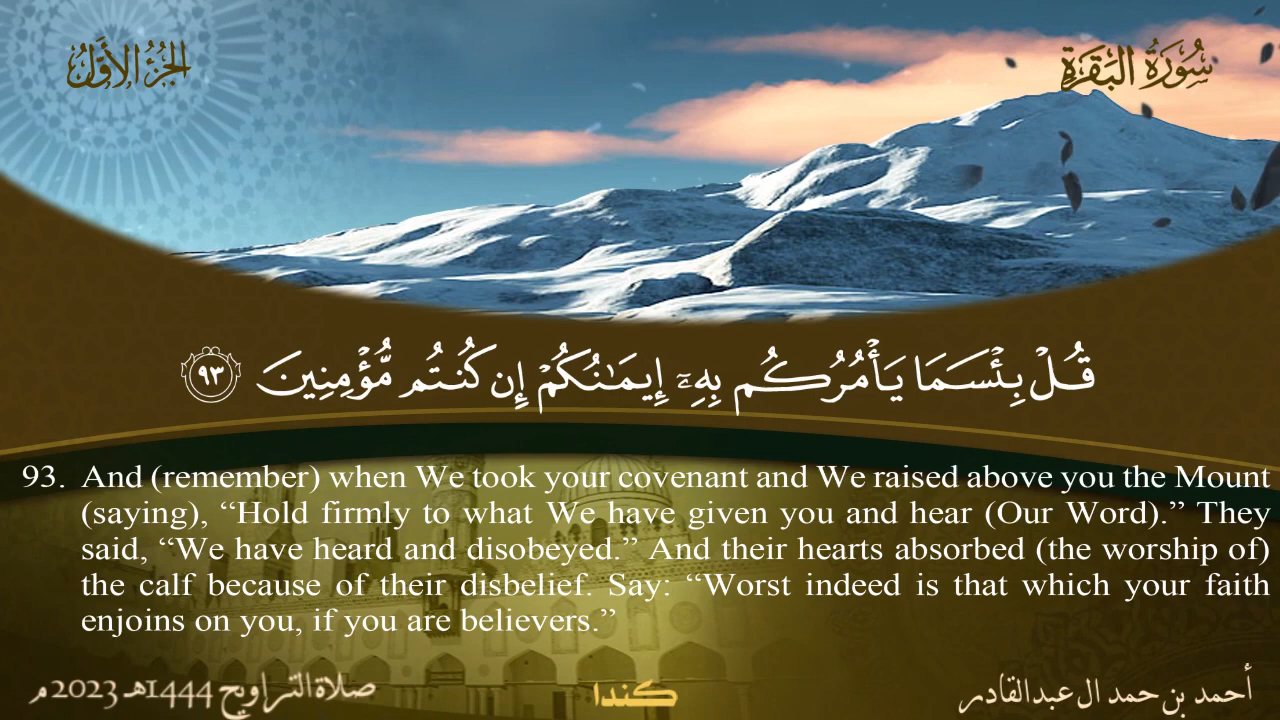 سُورَةُ البَقَرَةِ
الجُزْءُ الأَوَّلُ
قُلْ بِئْسَمَا يَأْمُرُكُم بِهِۦٓ إِيمَـٰنُكُمْ إِن كُنتُم مُّؤْمِنِينَ ٩٣
93. And (remember) when We took your covenant and We raised above you the Mount
(saying), “Hold firmly to what We have given you and hear (Our Word).” They
said, “We have heard and disobeyed.” And their hearts absorbed (the worship of)
the calf because of their disbelief. Say: “Worst indeed is that which your faith
enjoins on you, if you are believers.”
أحمد بن حمد ال عبدالقادر
كندا
صلاة التراويح 1444هـ 2023م